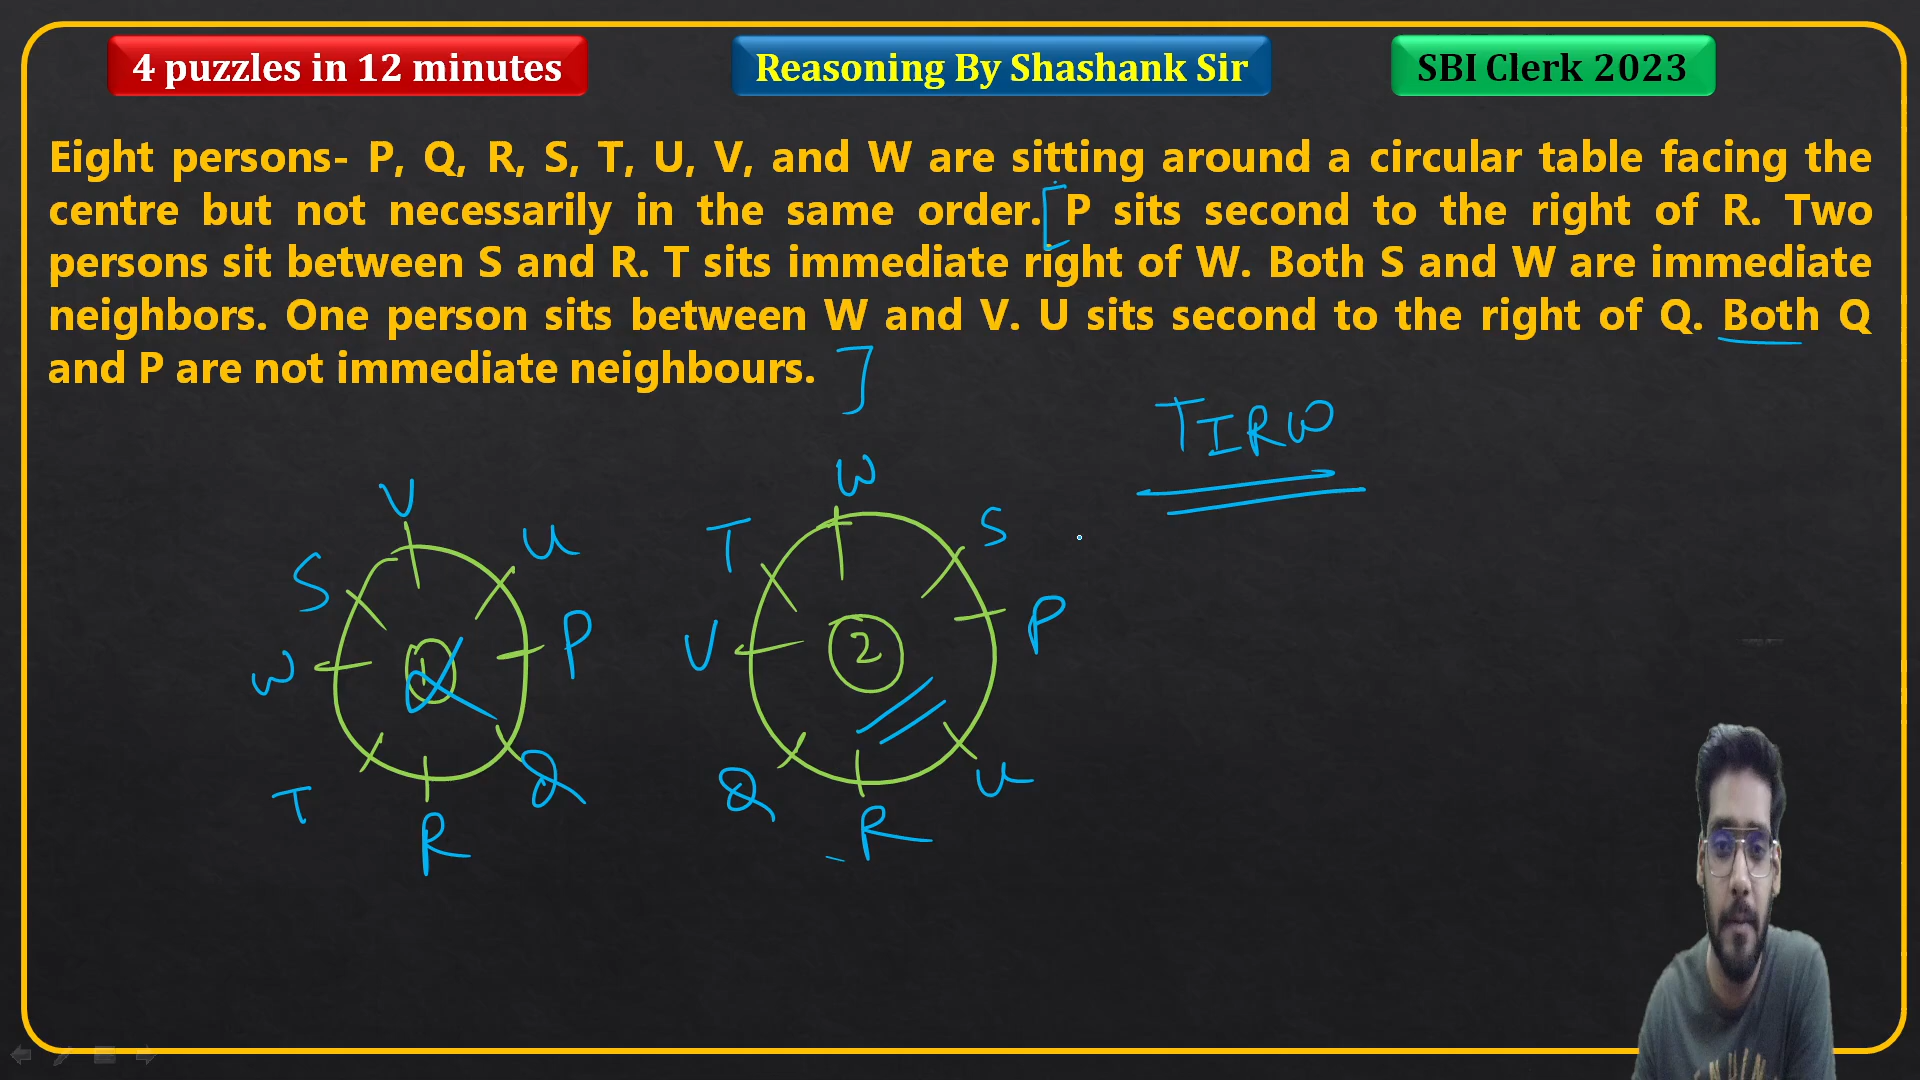 4 puzzles in 12 minutes
Reasoning By Shashank Sir
SBI Clerk 2023
Eight persons- P, Q, R, S, T, U, V, and W are sitting around a circular table facing the
centre but not necessarily in the same order.[P sits second to the right of R. Two
persons sit between S and R. T sits immediate right of W. Both S and W are immediate
neighbors. One person sits between W and V. U sits second to the right of Q. Both Q
and P are not immediate neighbours. ]
TIRW
V
U
S
P
W
1
Q
T
R
W
S
T
P
V
2
U
Q
R